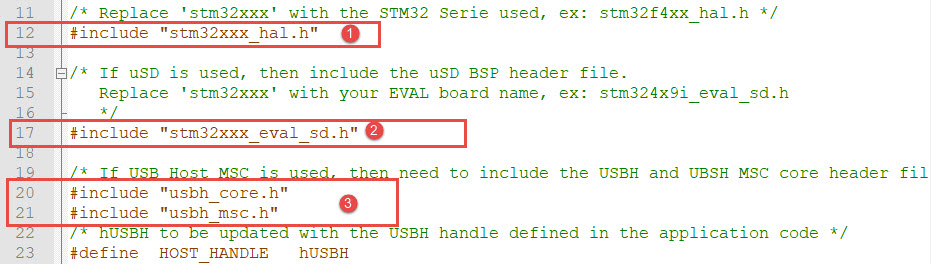 11 /* Replace 'stm32xxx' with the STM32 Serie used, ex: stm32f4xx_hal.h */
12 #include "stm32xxx_hal.h" 1
13
14 /* If uSD is used, then include the uSD BSP header file.
15 Replace 'stm32xxx' with your EVAL board name, ex: stm324x9i_eval_sd.h
16 */
17 #include "stm32xxx_eval_sd.h" 2
18
19 /* If USB Host MSC is used, then need to include the USBH and UBSH MSC core header fil
20 #include "usbh_core.h"
21 #include "usbh_msc.h" 3
22 /* hUSBH to be updated with the USBH handle defined in the application code */
23 #define HOST_HANDLE hUSBH